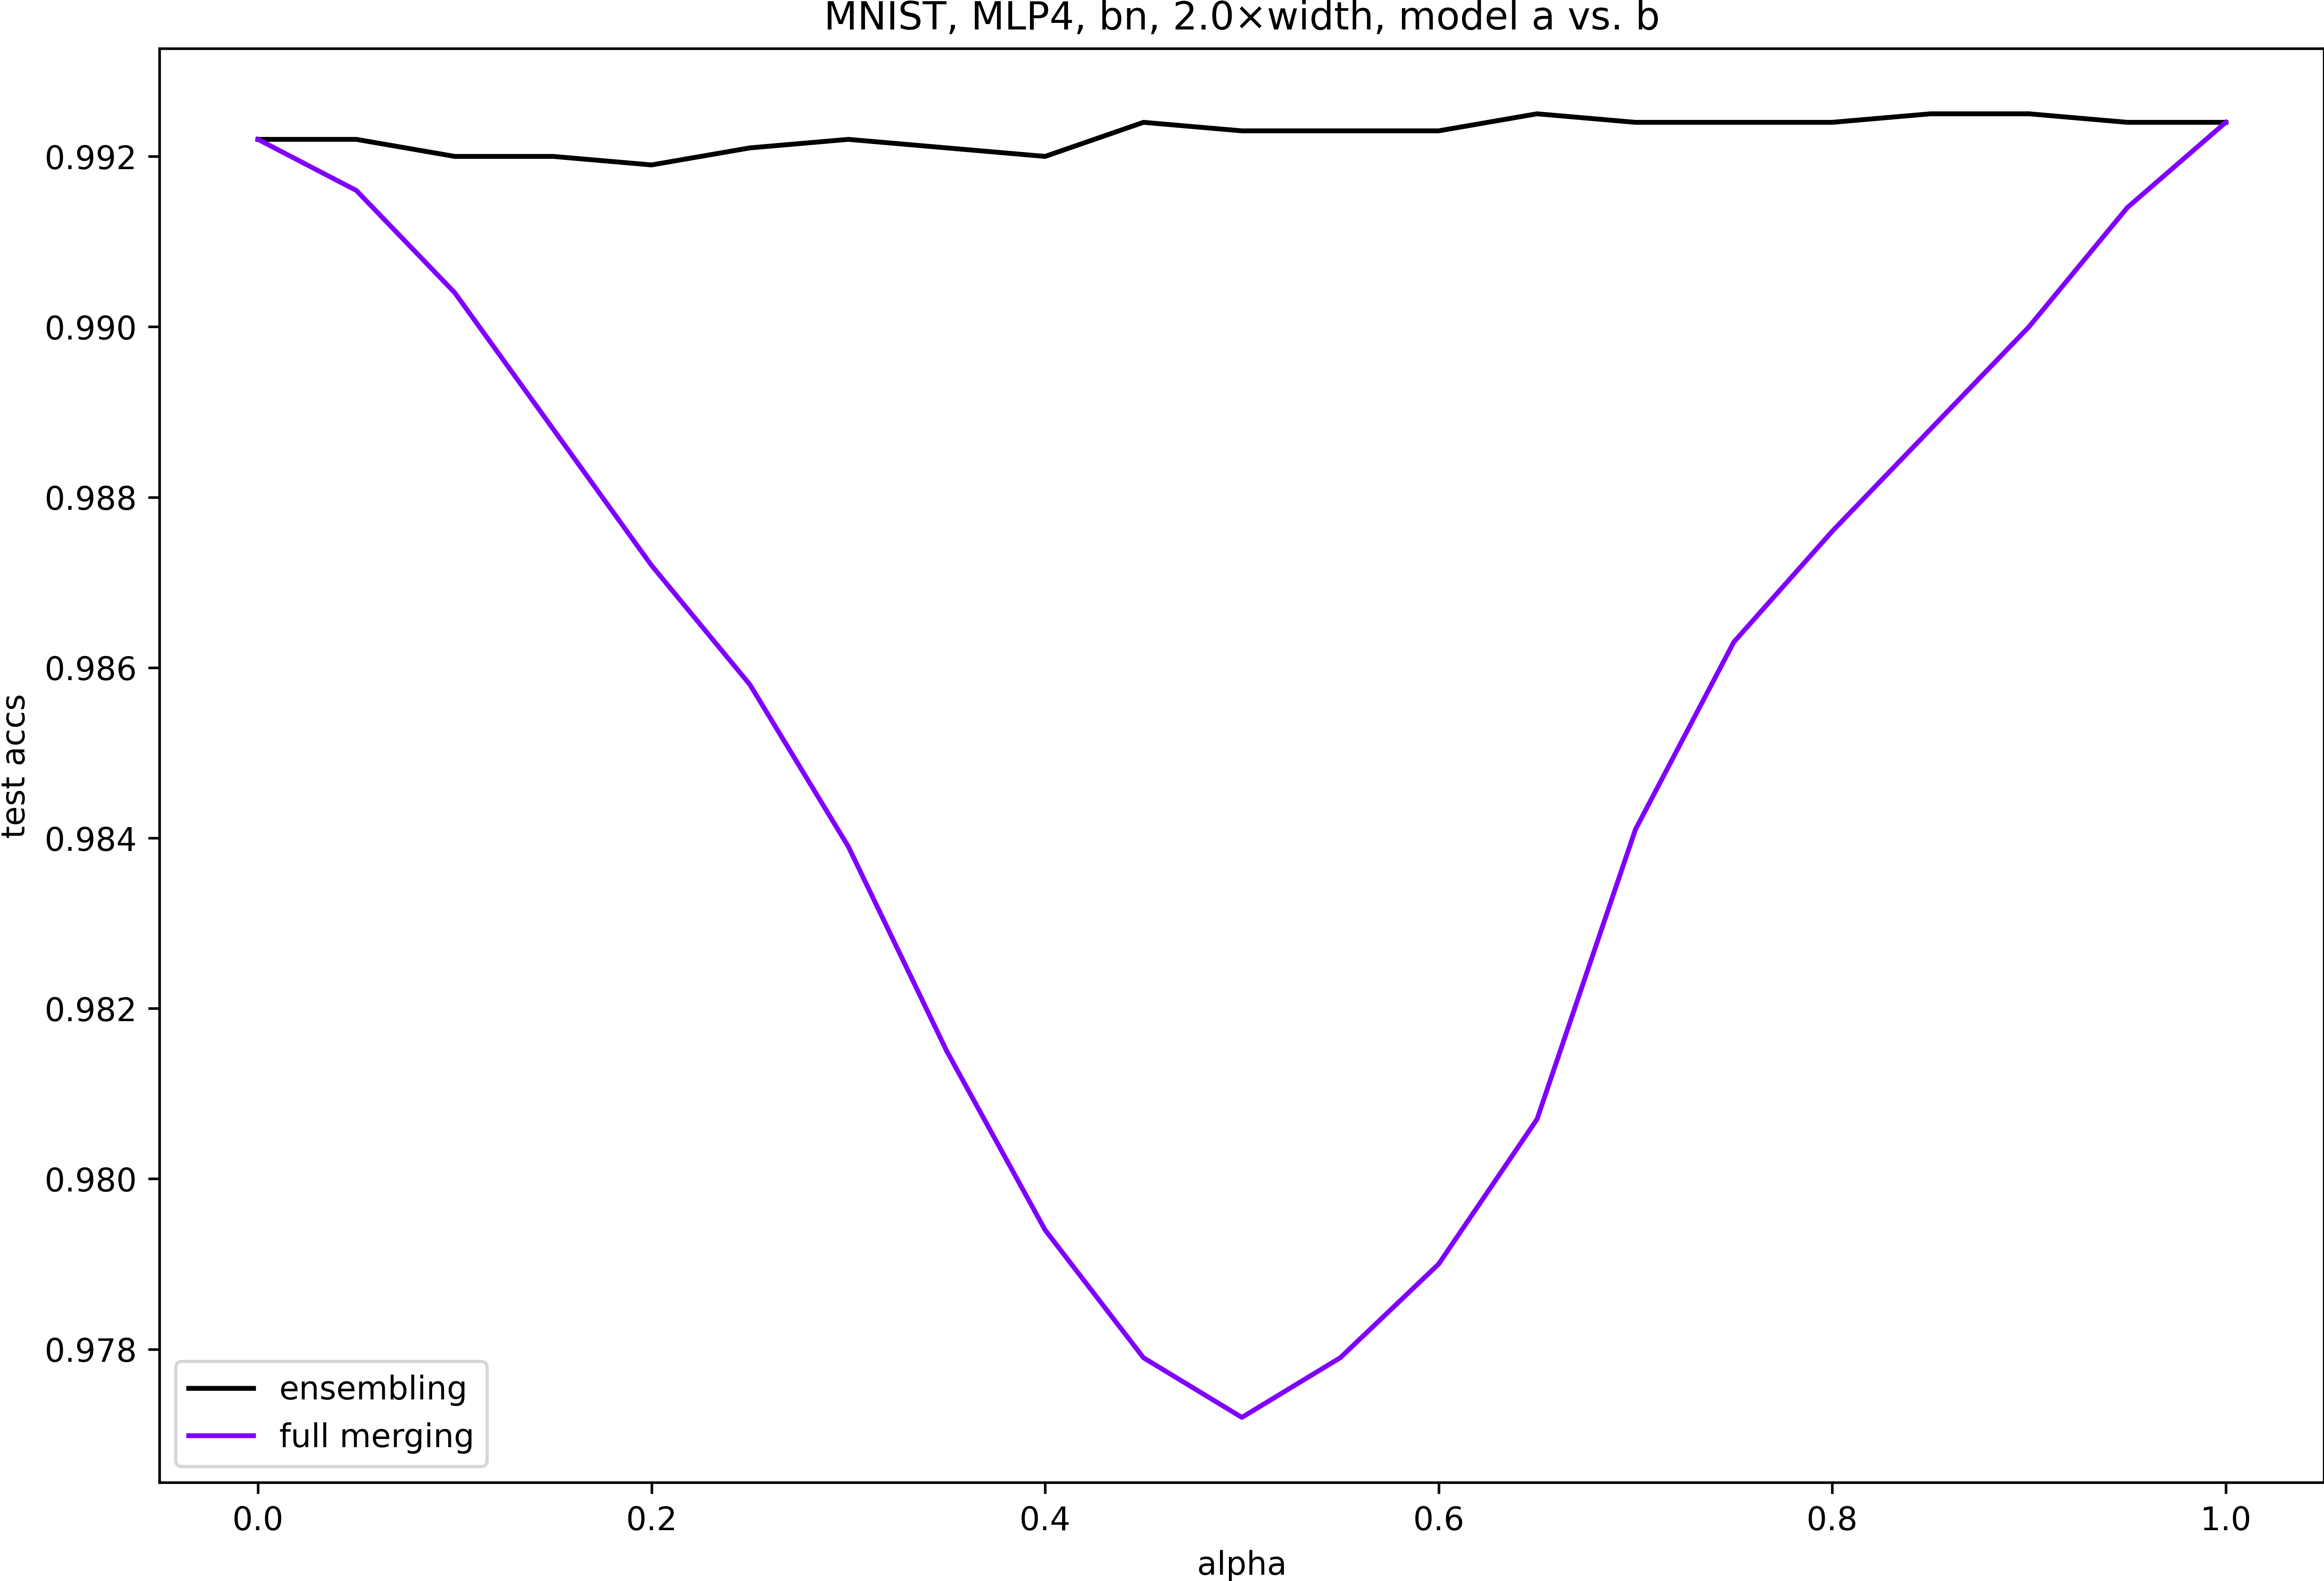 MNIST, MLP4, bn, 2.0×width, model a vs. b
test accs
0.992
0.990
0.988
0.986
0.984
0.982
0.980
0.978
ensembling
full merging
0.0 0.2 0.4 0.6 0.8 1.0
alpha